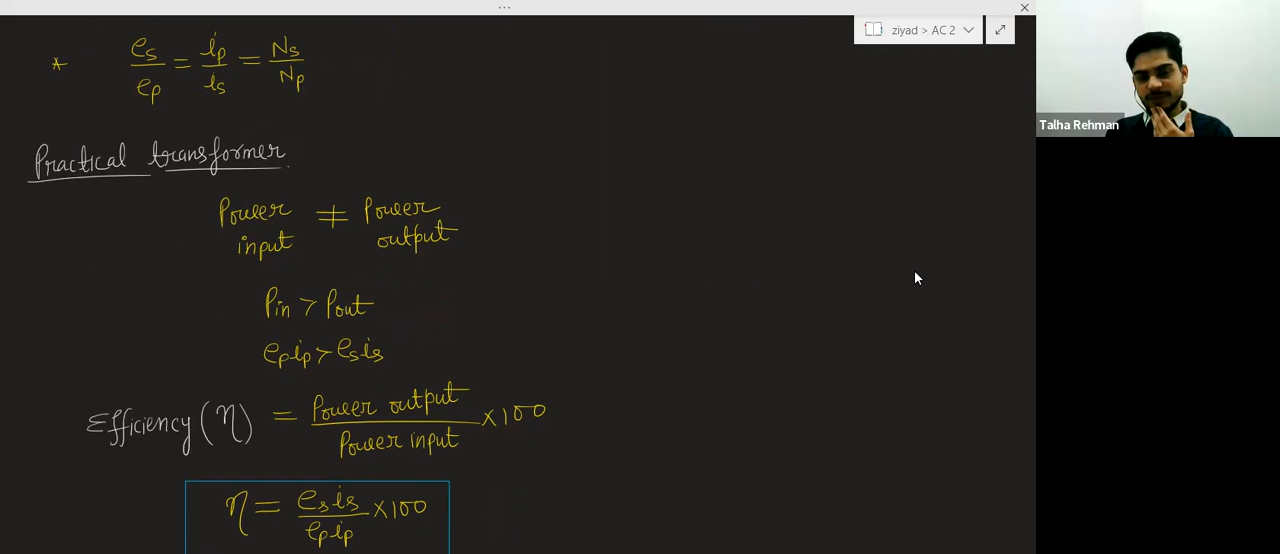 ziyad > AC 2
* es/ep = ip/is = Ns/Np
Talha Rehman
Practical transformer
Power input ≠ Power output
Pin > Pout
epip > esis
Efficiency (η) = Power output/Power input × 100
η = esis/epip × 100